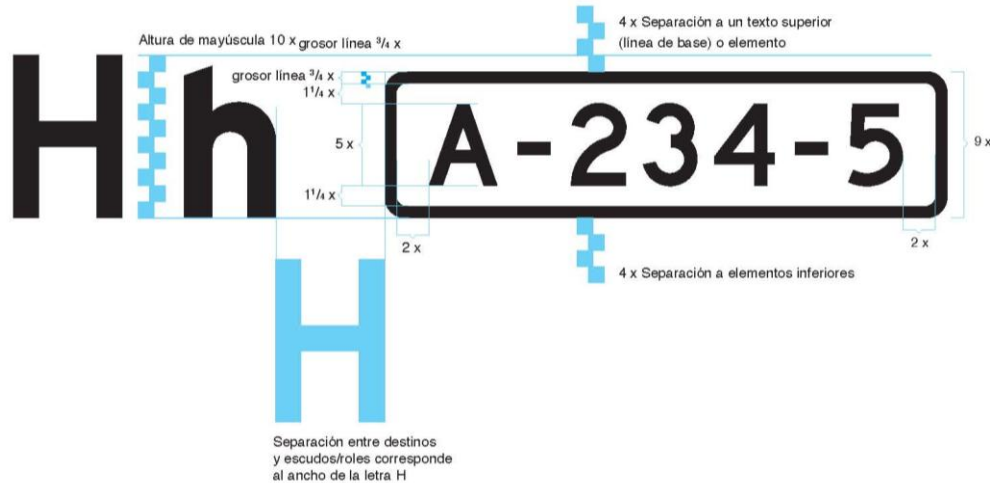 4 x Separación a un texto superior
(línea de base) o elemento
Altura de mayúscula 10 x grosor línea ³/₄ x
grosor línea ³/₄ x
1¹/₄ x
5 x
1¹/₄ x
H h
A-234-5
9 x
2 x
2 x
4 x Separación a elementos inferiores
H
Separación entre destinos
y escudos/roles corresponde
al ancho de la letra H